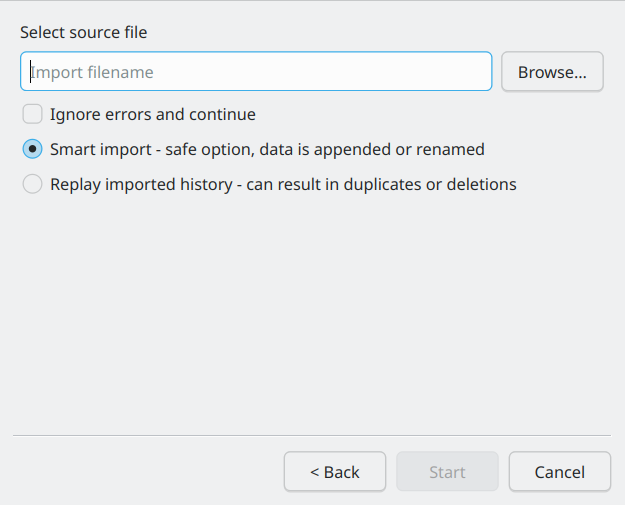 Select source file
Import filename
Browse...
Ignore errors and continue
Smart import - safe option, data is appended or renamed
Replay imported history - can result in duplicates or deletions
< Back
Start
Cancel